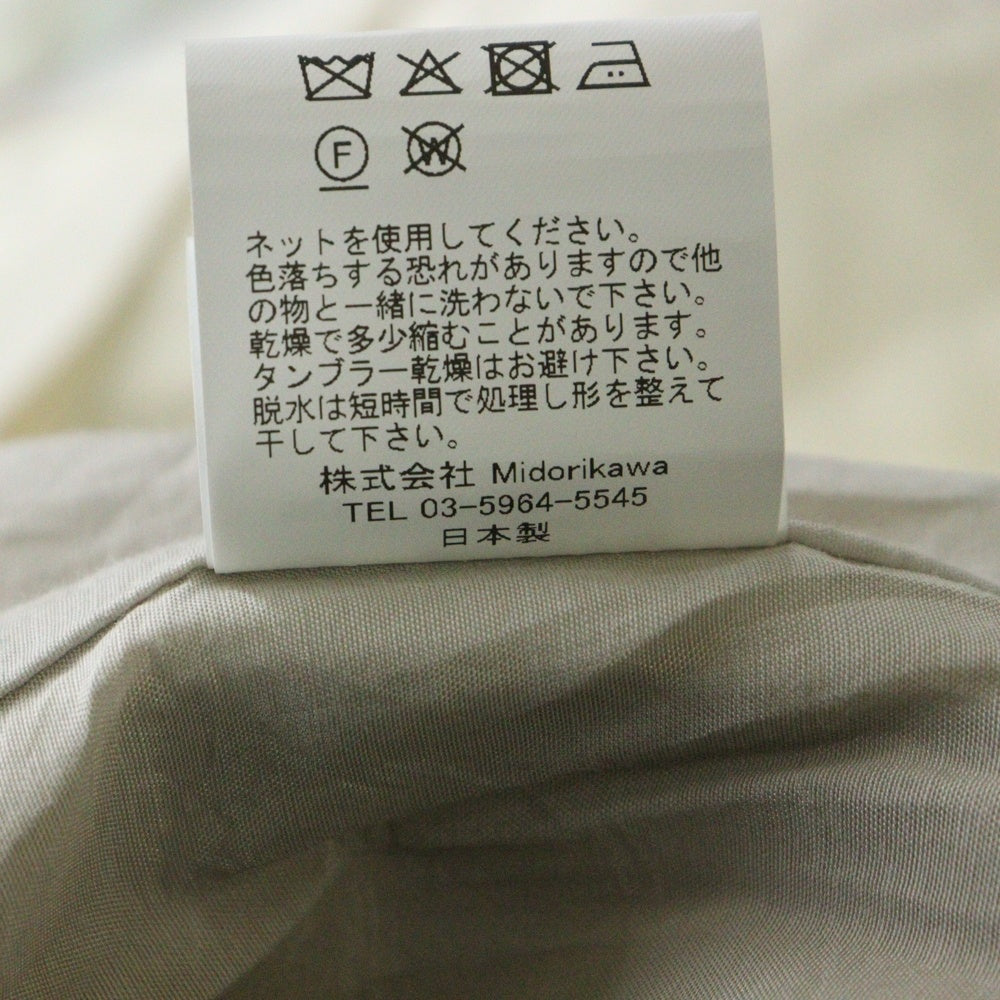 F W
ネットを使用してください。
色落ちする恐れがありますので他
の物と一緒に洗わないで下さい。
乾燥で多少縮むことがあります。
タンブラー乾燥はお避け下さい。
脱水は短時間で処理し形を整えて
干して下さい。
株式会社 Midorikawa
TEL 03-5964-5545
日本製